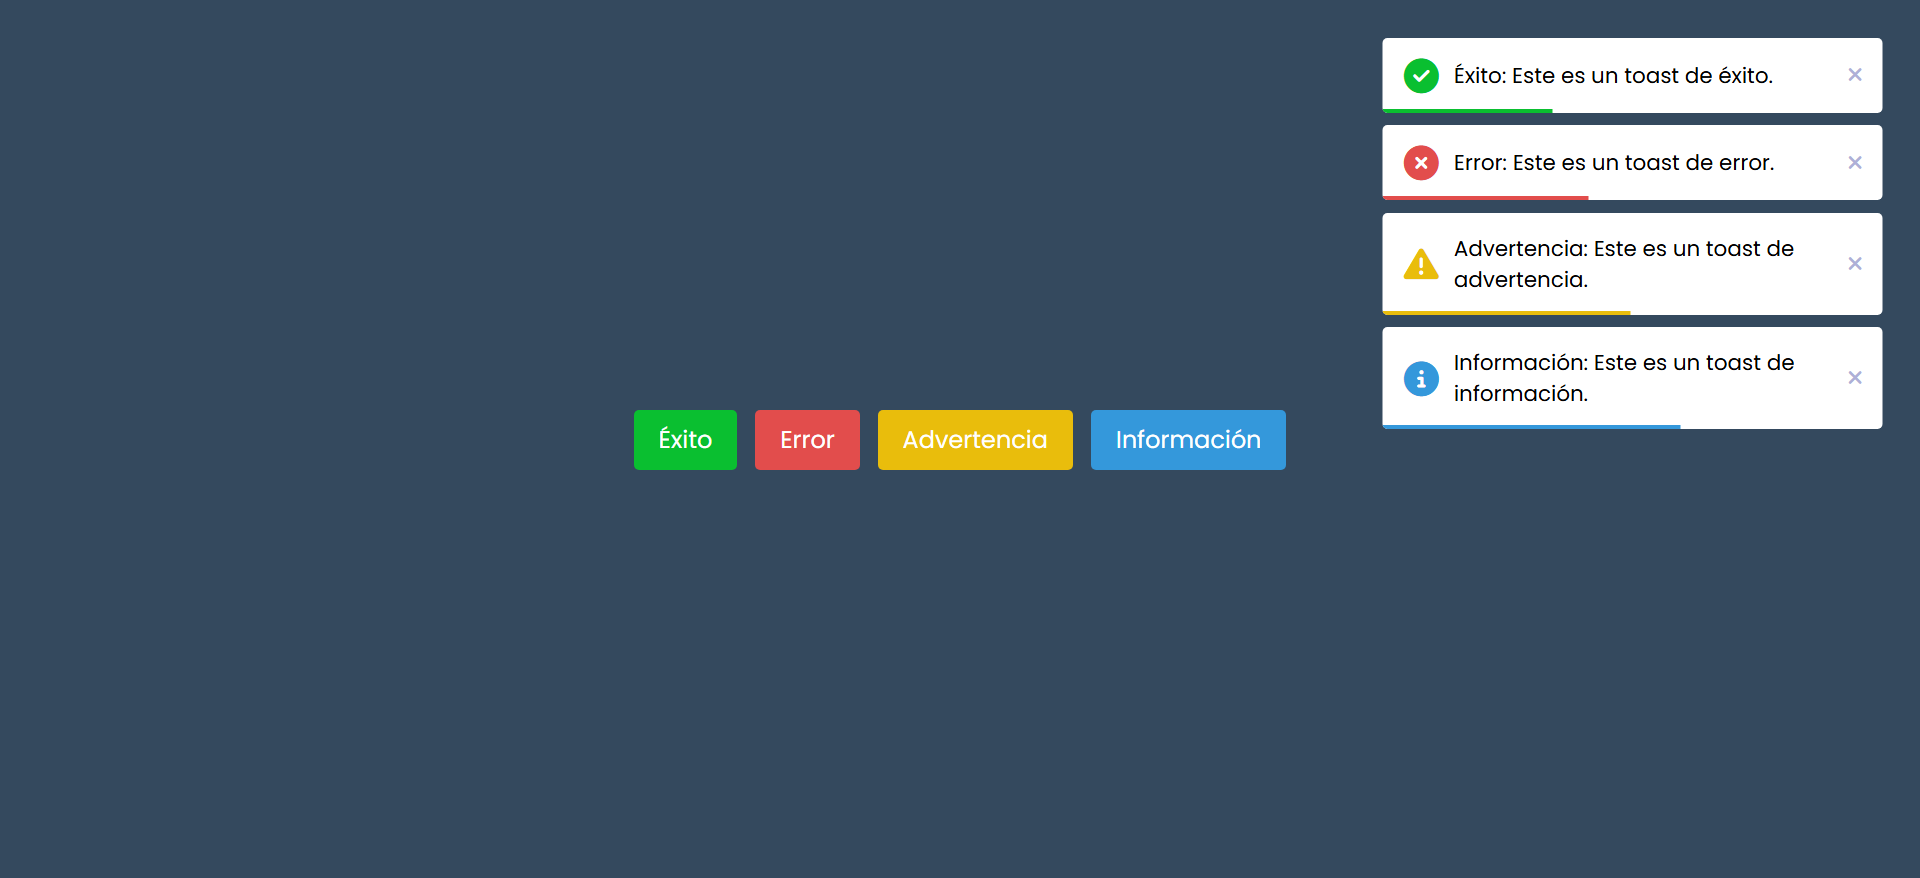 Éxito: Este es un toast de éxito.
Error: Este es un toast de error.
Advertencia: Este es un toast de
advertencia.
Información: Este es un toast de
información.
Éxito
Error
Advertencia
Información